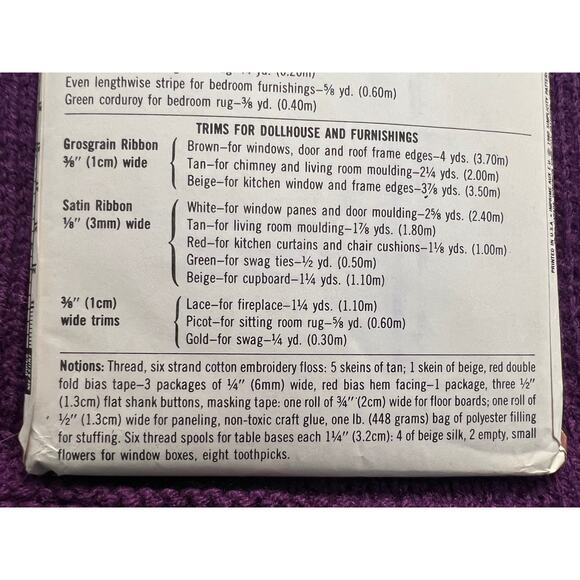 yd. (0.20m)
Even lengthwise stripe for bedroom furnishings–⅝ yd. (0.60m)
Green corduroy for bedroom rug–⅜ yd. (0.40m)
TRIMS FOR DOLLHOUSE AND FURNISHINGS
Grosgrain Ribbon
⅜" (1cm) wide
Brown–for windows, door and roof frame edges–4 yds. (3.70m)
Tan–for chimney and living room moulding–2¼ yds. (2.00m)
Beige–for kitchen window and frame edges–3⅞ yds. (3.50m)
Satin Ribbon
⅛" (3mm) wide
White–for window panes and door moulding–2⅝ yds. (2.40m)
Tan–for living room moulding–1⅞ yds. (1.80m)
Red–for kitchen curtains and chair cushions–1⅛ yds. (1.00m)
Green–for swag ties–½ yd. (0.50m)
Beige–for cupboard–1¼ yds. (1.10m)
⅜" (1cm)
wide trims
Lace–for fireplace–1¼ yds. (1.10m)
Picot–for sitting room rug–⅝ yd. (0.60m)
Gold–for swag–¼ yd. (0.30m)
Notions: Thread, six strand cotton embroidery floss: 5 skeins of tan; 1 skein of beige, red double
fold bias tape–3 packages of ¼" (6mm) wide, red bias hem facing–1 package, three ½"
(1.3cm) flat shank buttons, masking tape: one roll of ¾" (2cm) wide for floor boards; one roll of
½" (1.3cm) wide for paneling, non-toxic craft glue, one lb. (448 grams) bag of polyester filling
for stuffing. Six thread spools for table bases each 1¼" (3.2cm): 4 of beige silk, 2 empty, small
flowers for window boxes, eight toothpicks.
PRINTED IN U.S.A.